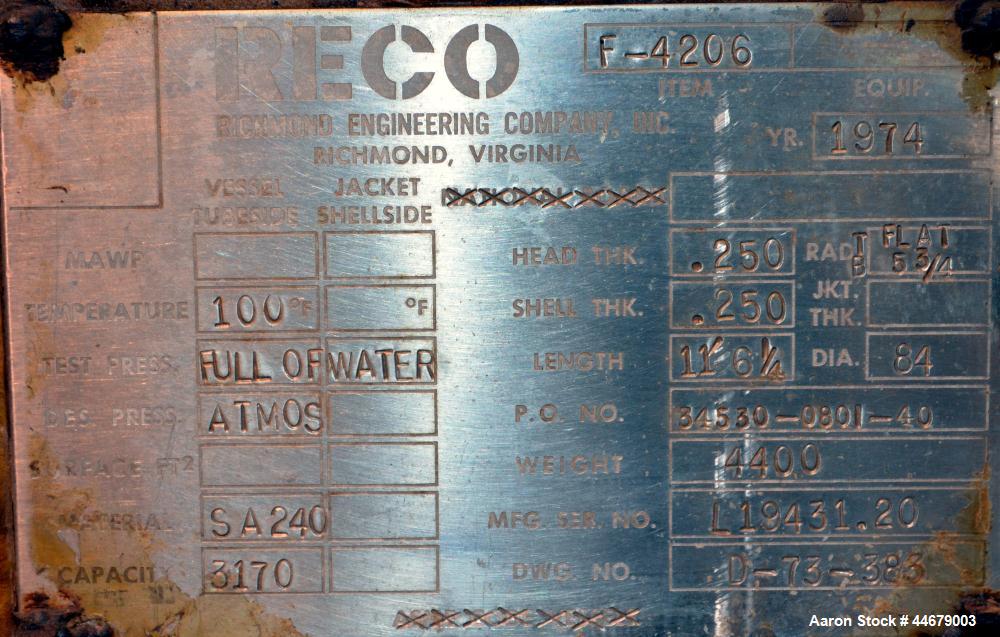 RECO
F-4206
ITEM EQUIP.
RICHMOND ENGINEERING COMPANY, INC.
RICHMOND, VIRGINIA
YR. 1974
VESSEL JACKET
TUBESIDE SHELLSIDE
MAWP HEAD THK. .250 RAD. T FLAT B 5 3/4
TEMPERATURE 100 °F °F SHELL THK. .250 JKT. THK.
TEST PRESS. FULL OF WATER LENGTH 11' 6 1/4 DIA. 84
DES. PRESS. ATMOS P.O. NO. 34530-0801-40
SURFACE FT2 WEIGHT 4400
MATERIAL SA240 MFG. SER. NO. L19431.20
CAPACITY 3170 DWG. NO. D-73-383
Aaron Stock # 44679003